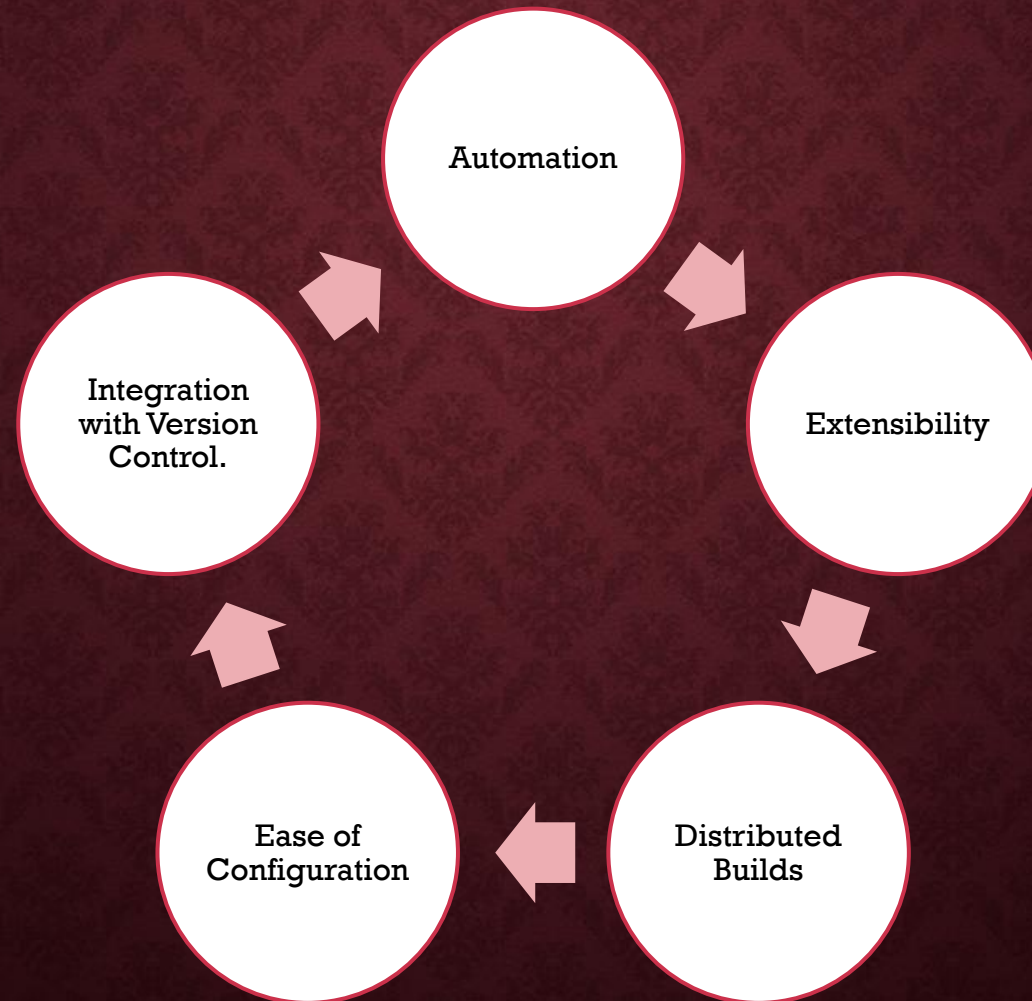 Automation
Extensibility
Distributed
Builds
Ease of
Configuration
Integration
with Version
Control.